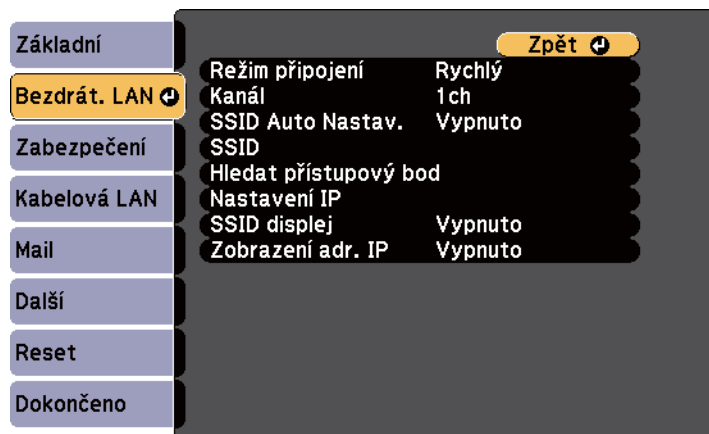 Základní
Bezdrát. LAN
Zabezpečení
Kabelová LAN
Mail
Další
Reset
Dokončeno
Zpět
Režim připojení Rychlý
Kanál 1ch
SSID Auto Nastav. Vypnuto
SSID
Hledat přístupový bod
Nastavení IP
SSID displej Vypnuto
Zobrazení adr. IP Vypnuto